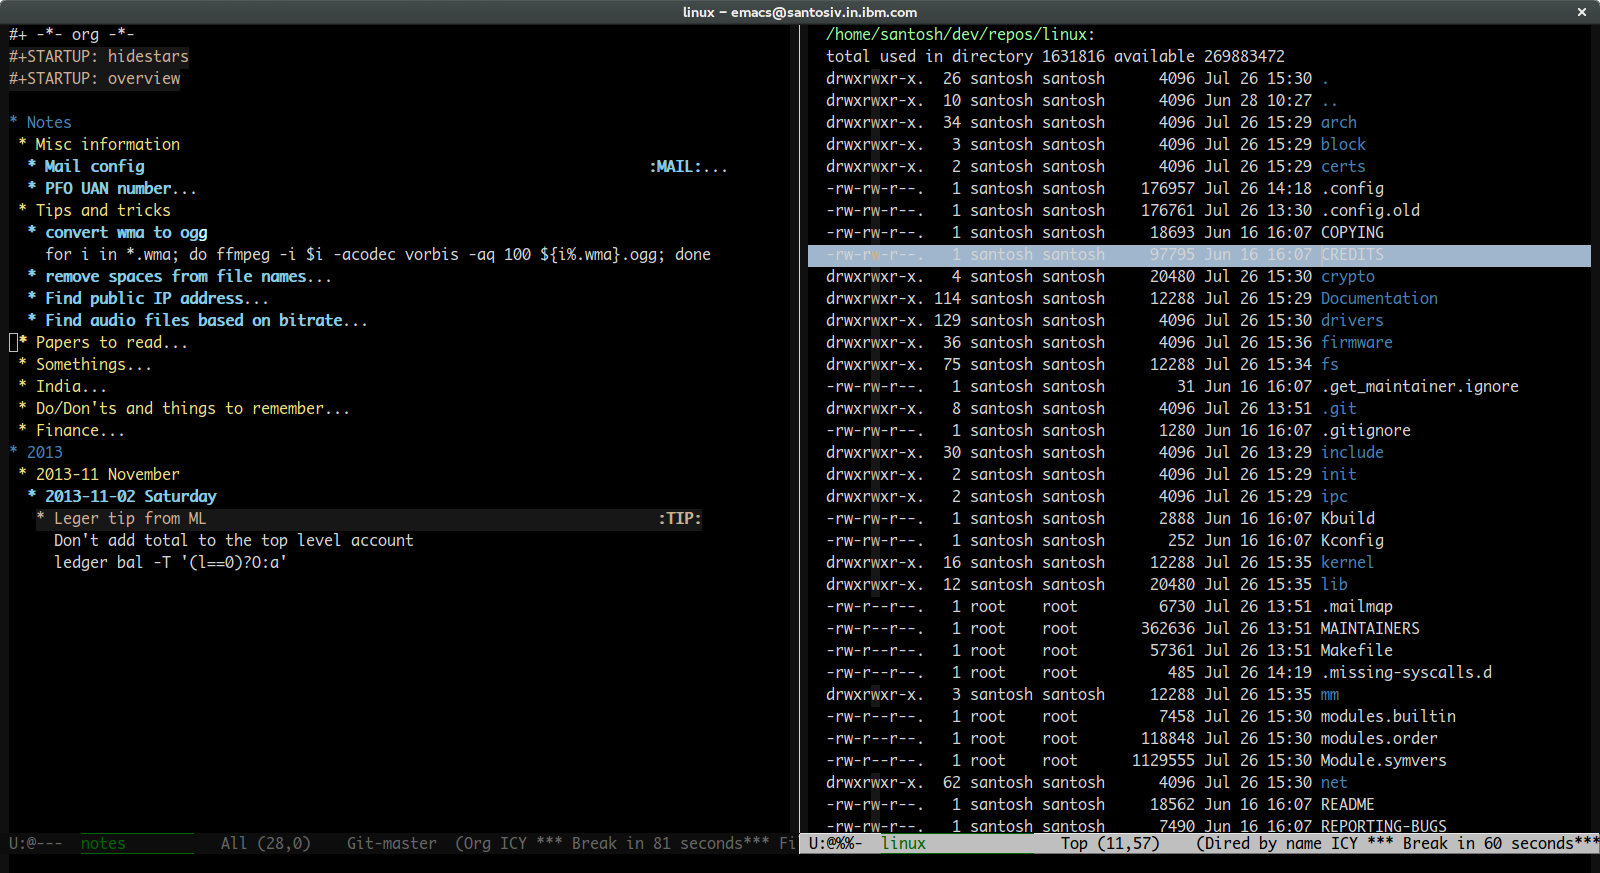 linux – emacs@santosiv.in.ibm.com
#+ -*- org -*-
#+STARTUP: hidestars
#+STARTUP: overview
* Notes
* Misc information
* Mail config :MAIL:...
* PFO UAN number...
* Tips and tricks
* convert wma to ogg
for i in *.wma; do ffmpeg -i $i -acodec vorbis -aq 100 ${i%.wma}.ogg; done
* remove spaces from file names...
* Find public IP address...
* Find audio files based on bitrate...
* Papers to read...
* Somethings...
* India...
* Do/Don'ts and things to remember...
* Finance...
* 2013
* 2013-11 November
* 2013-11-02 Saturday
* Leger tip from ML :TIP:
Don't add total to the top level account
ledger bal -T '(l==0)?O:a'
U:@--- notes All (28,0) Git-master (Org ICY *** Break in 81 seconds*** Fi
/home/santosh/dev/repos/linux:
total used in directory 1631816 available 269883472
drwxrwxr-x. 26 santosh santosh 4096 Jul 26 15:30 .
drwxrwxr-x. 10 santosh santosh 4096 Jun 28 10:27 ..
drwxrwxr-x. 34 santosh santosh 4096 Jul 26 15:29 arch
drwxrwxr-x. 3 santosh santosh 4096 Jul 26 15:29 block
drwxrwxr-x. 2 santosh santosh 4096 Jul 26 15:29 certs
-rw-rw-r--. 1 santosh santosh 176957 Jul 26 14:18 .config
-rw-rw-r--. 1 santosh santosh 176761 Jul 26 13:30 .config.old
-rw-rw-r--. 1 santosh santosh 18693 Jun 16 16:07 COPYING
-rw-rw-r--. 1 santosh santosh 97795 Jun 16 16:07 CREDITS
drwxrwxr-x. 4 santosh santosh 20480 Jul 26 15:30 crypto
drwxrwxr-x. 114 santosh santosh 12288 Jul 26 15:29 Documentation
drwxrwxr-x. 129 santosh santosh 4096 Jul 26 15:30 drivers
drwxrwxr-x. 36 santosh santosh 4096 Jul 26 15:36 firmware
drwxrwxr-x. 75 santosh santosh 12288 Jul 26 15:34 fs
-rw-rw-r--. 1 santosh santosh 31 Jun 16 16:07 .get_maintainer.ignore
drwxrwxr-x. 8 santosh santosh 4096 Jul 26 13:51 .git
-rw-rw-r--. 1 santosh santosh 1280 Jun 16 16:07 .gitignore
drwxrwxr-x. 30 santosh santosh 4096 Jul 26 13:29 include
drwxrwxr-x. 2 santosh santosh 4096 Jul 26 15:29 init
drwxrwxr-x. 2 santosh santosh 4096 Jul 26 15:29 ipc
-rw-rw-r--. 1 santosh santosh 2888 Jun 16 16:07 Kbuild
-rw-rw-r--. 1 santosh santosh 252 Jun 16 16:07 Kconfig
drwxrwxr-x. 16 santosh santosh 12288 Jul 26 15:35 kernel
drwxrwxr-x. 12 santosh santosh 20480 Jul 26 15:35 lib
-rw-r--r--. 1 root root 6730 Jul 26 13:51 .mailmap
-rw-r--r--. 1 root root 362636 Jul 26 13:51 MAINTAINERS
-rw-r--r--. 1 root root 57361 Jul 26 13:51 Makefile
-rw-r--r--. 1 root root 485 Jul 26 14:19 .missing-syscalls.d
drwxrwxr-x. 3 santosh santosh 12288 Jul 26 15:35 mm
-rw-r--r--. 1 root root 7458 Jul 26 15:30 modules.builtin
-rw-r--r--. 1 root root 118848 Jul 26 15:30 modules.order
-rw-r--r--. 1 root root 1129555 Jul 26 15:30 Module.symvers
drwxrwxr-x. 62 santosh santosh 4096 Jul 26 15:30 net
-rw-rw-r--. 1 santosh santosh 18562 Jun 16 16:07 README
-rw-rw-r--. 1 santosh santosh 7490 Jun 16 16:07 REPORTING-BUGS
U:@%%- linux Top (11,57) (Dired by name ICY *** Break in 60 seconds***